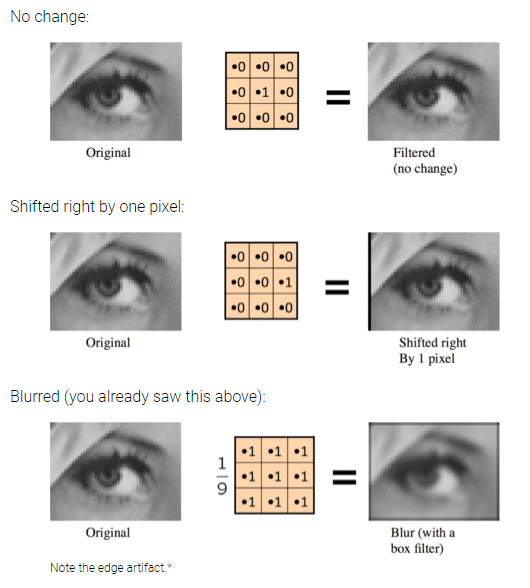 No change:
•0 •0 •0
•0 •1 •0
•0 •0 •0
=
Original
Filtered
(no change)
Shifted right by one pixel:
•0 •0 •0
•0 •0 •1
•0 •0 •0
=
Original
Shifted right
By 1 pixel
Blurred (you already saw this above):
1
9
•1 •1 •1
•1 •1 •1
•1 •1 •1
=
Original
Blur (with a
box filter)
Note the edge artifact.*